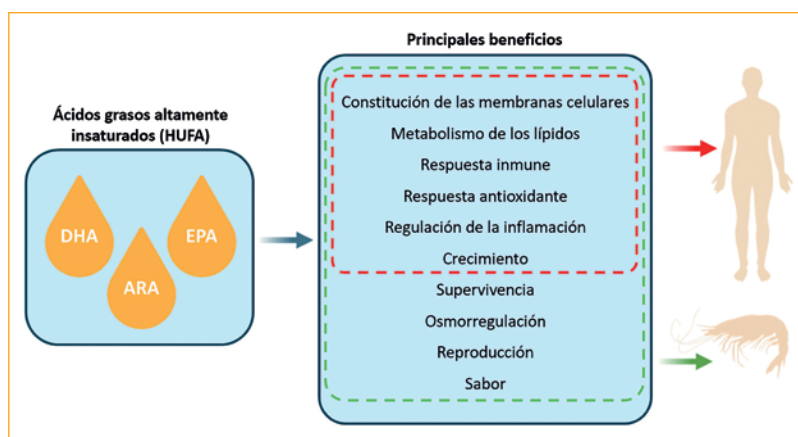 Ácidos grasos altamente
insaturados (HUFA)
DHA
EPA
ARA
Principales beneficios
Constitución de las membranas celulares
Metabolismo de los lípidos
Respuesta inmune
Respuesta antioxidante
Regulación de la inflamación
Crecimiento
Supervivencia
Osmorregulación
Reproducción
Sabor